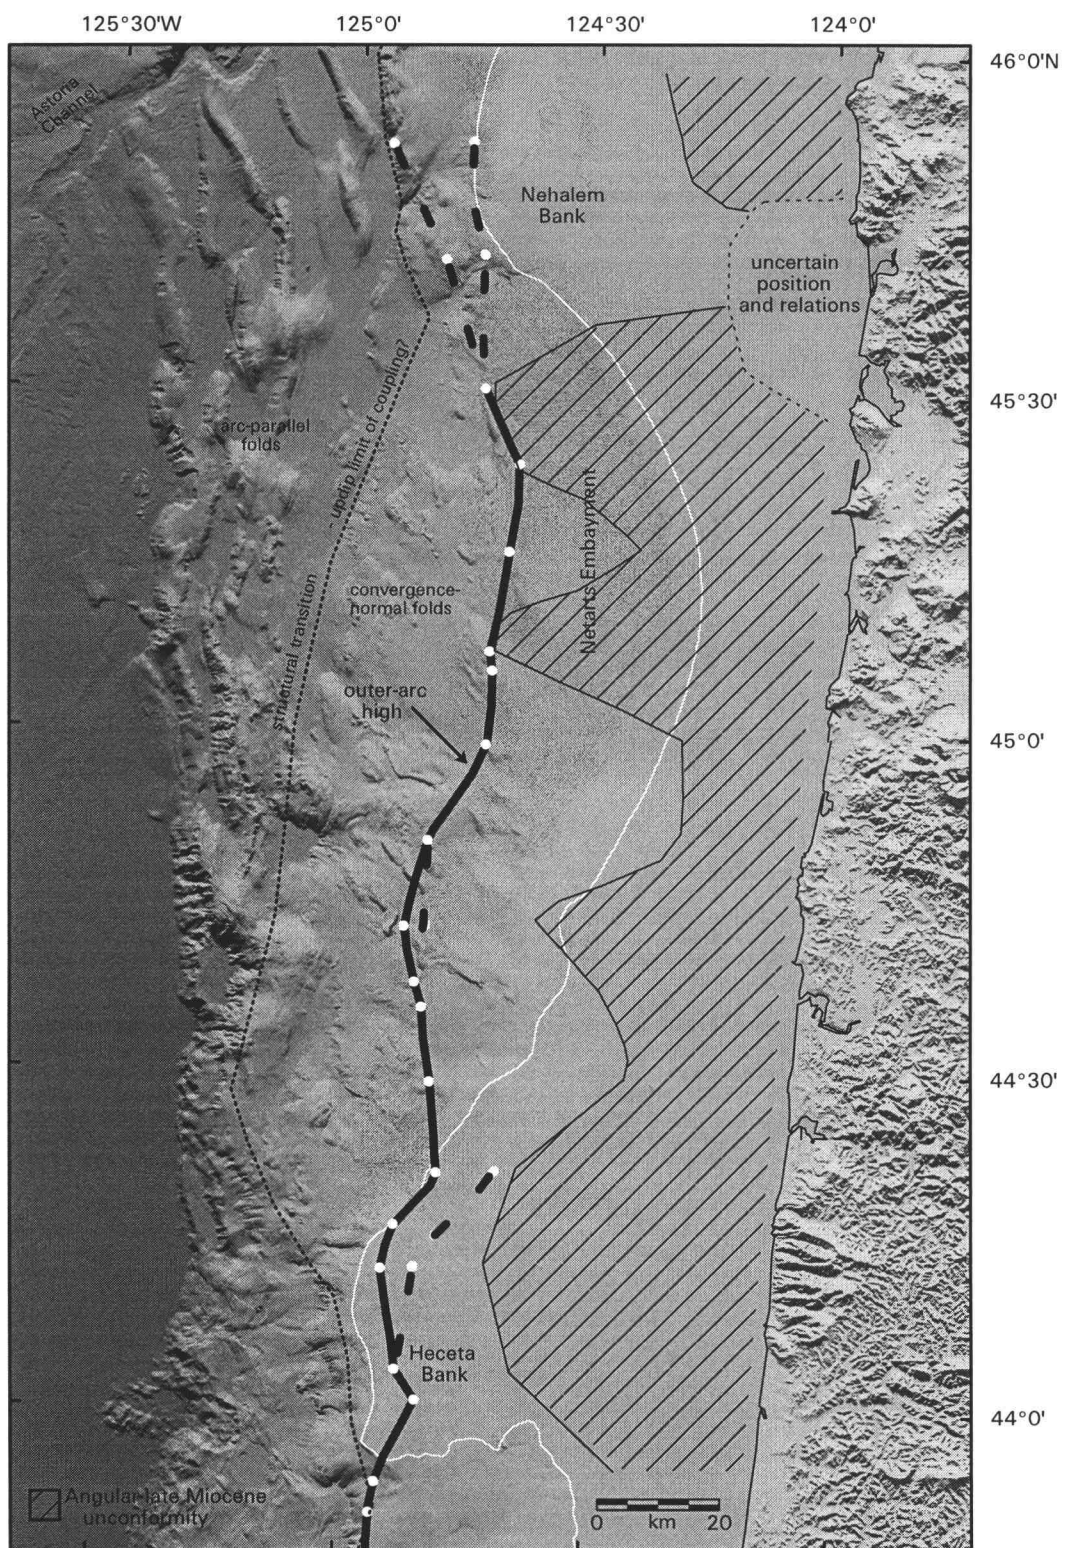 125°30'W
125°0'
124°30'
124°0'
46°0'N
Astoria
Channel
Nehalem
Bank
uncertain
position
and relations
45°30'
updip limit of coupling?
arc-parallel
folds
Netarts Embayment
convergence-
normal folds
structural transition
outer-arc
high
45°0'
44°30'
Heceta
Bank
44°0'
Angular late Miocene
unconformity
0 km 20